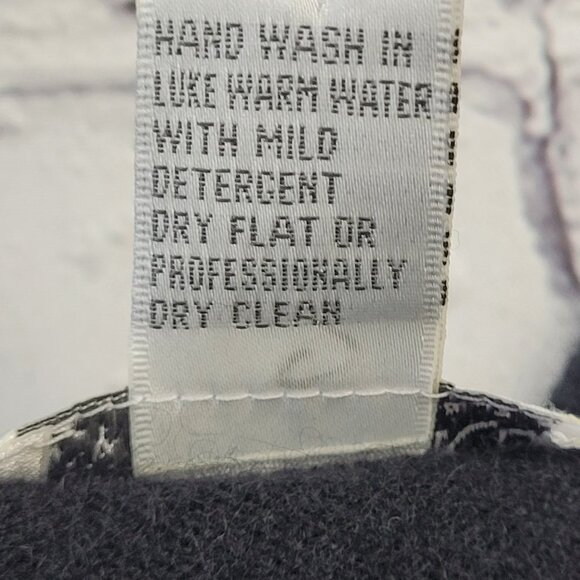 HAND WASH IN
LUKE WARM WATER
WITH MILD
DETERGENT
DRY FLAT OR
PROFESSIONALLY
DRY CLEAN